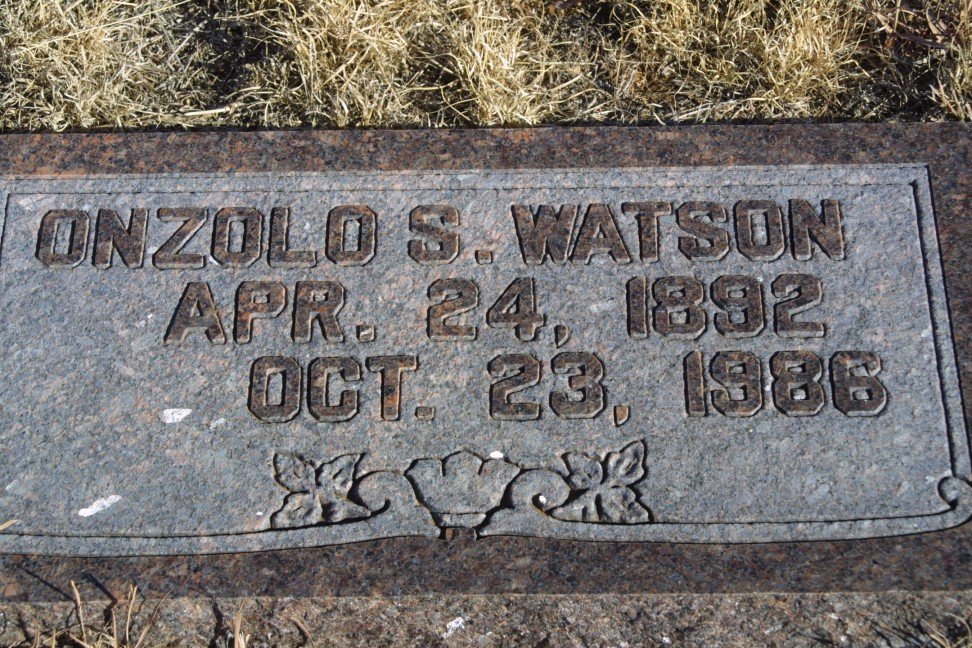 ONZOLO S. WATSON
APR. 24, 1892
OCT. 23, 1986